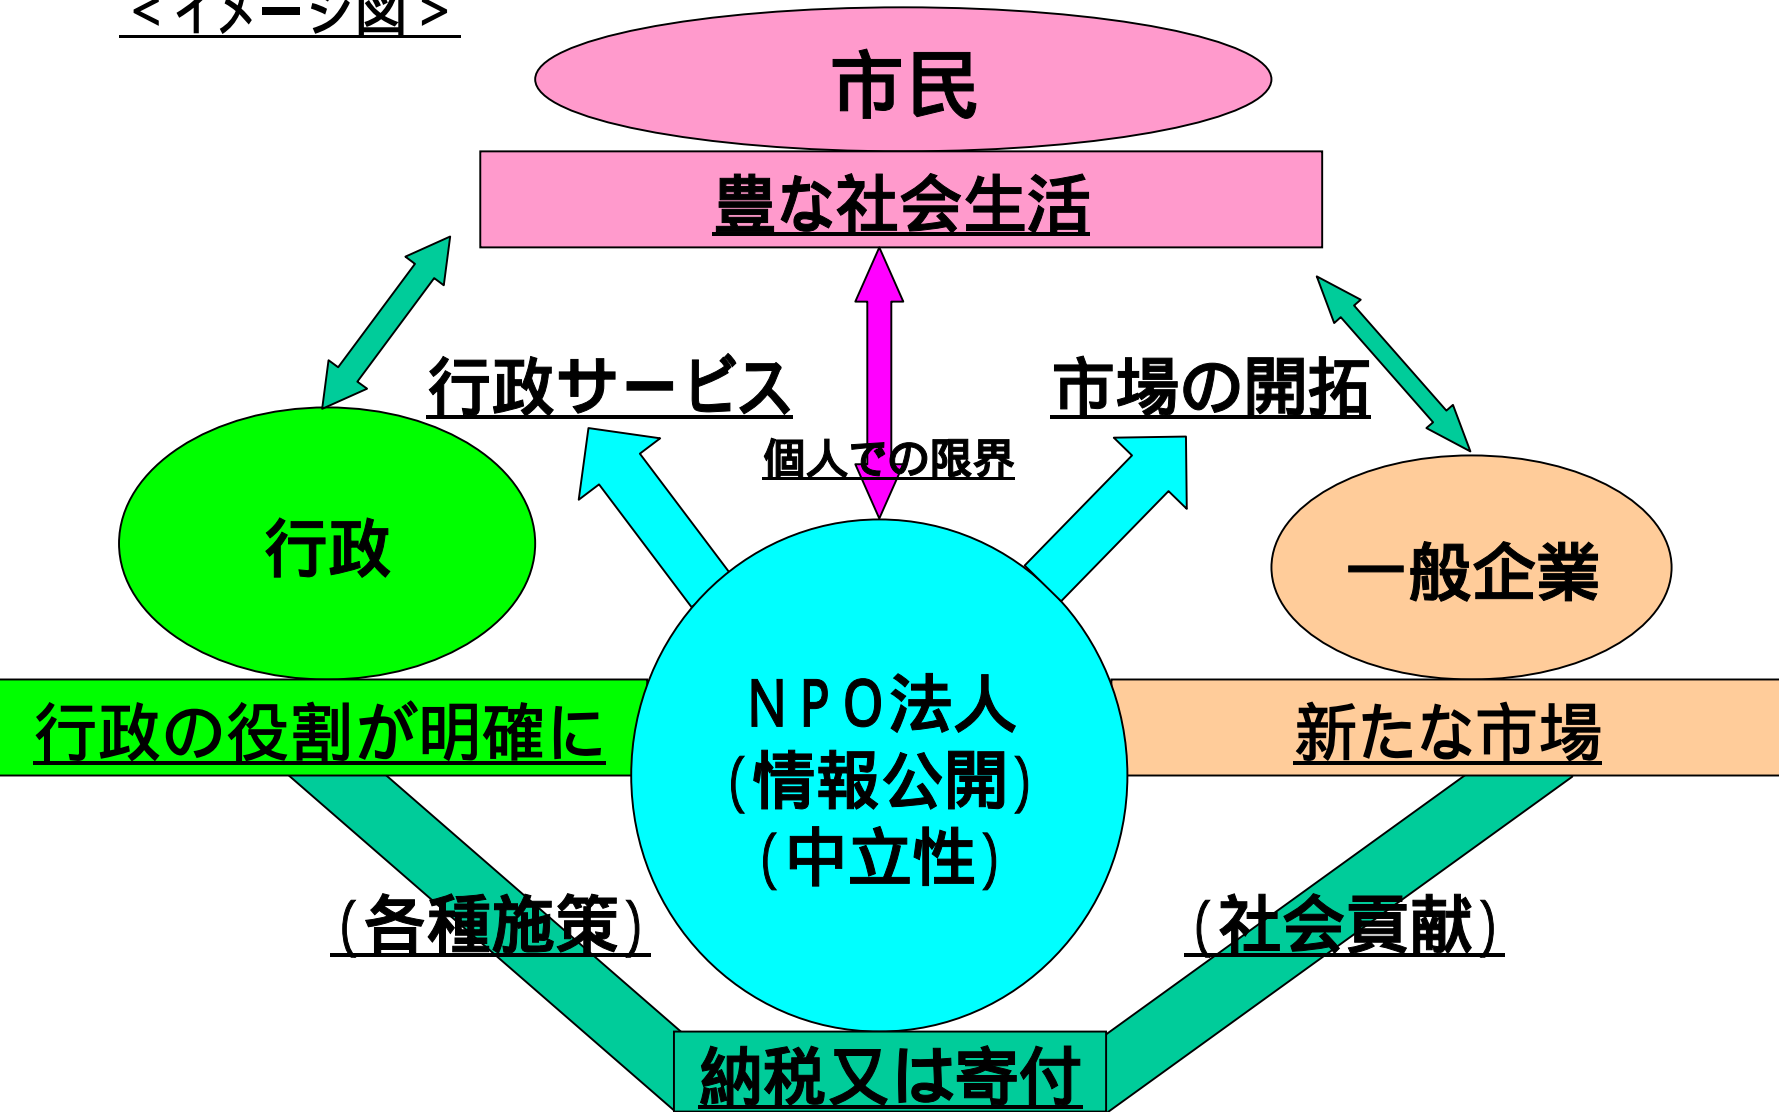 ＜イメージ図＞
市民
豊な社会生活
行政サービス
市場の開拓
個人での限界
行政
一般企業
行政の役割が明確に
ＮＰＯ法人
（情報公開）
（中立性）
新たな市場
（各種施策）
（社会貢献）
納税又は寄付